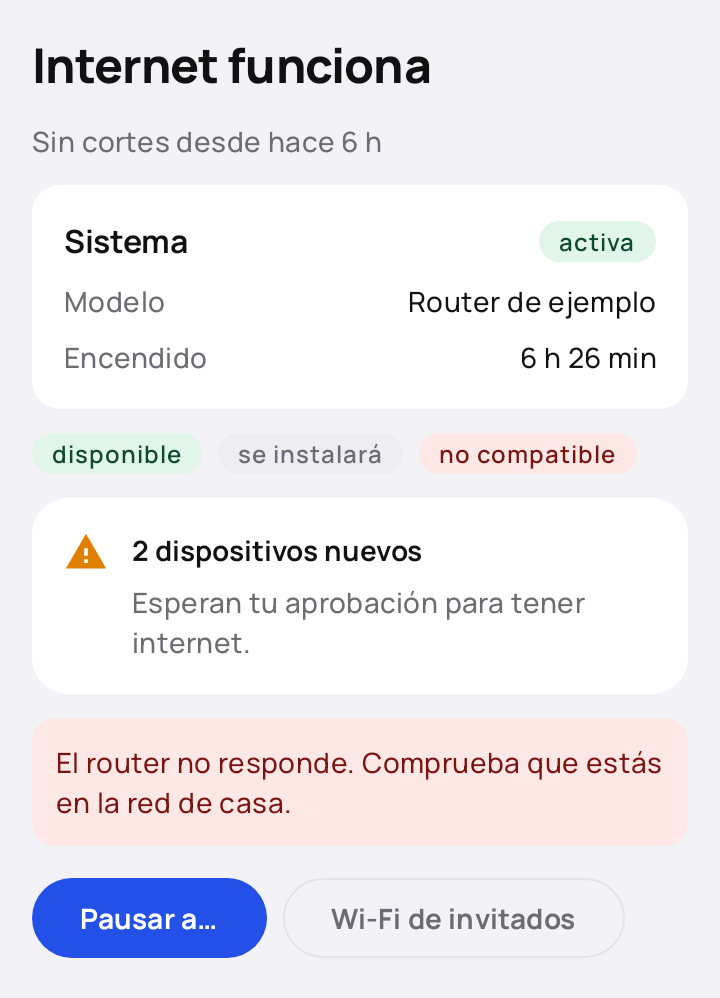 Internet funciona
Sin cortes desde hace 6 h
Sistema
activa
Modelo
Router de ejemplo
Encendido
6 h 26 min
disponible
se instalará
no compatible
2 dispositivos nuevos
Esperan tu aprobación para tener
internet.
El router no responde. Comprueba que estás
en la red de casa.
Pausar a…
Wi-Fi de invitados